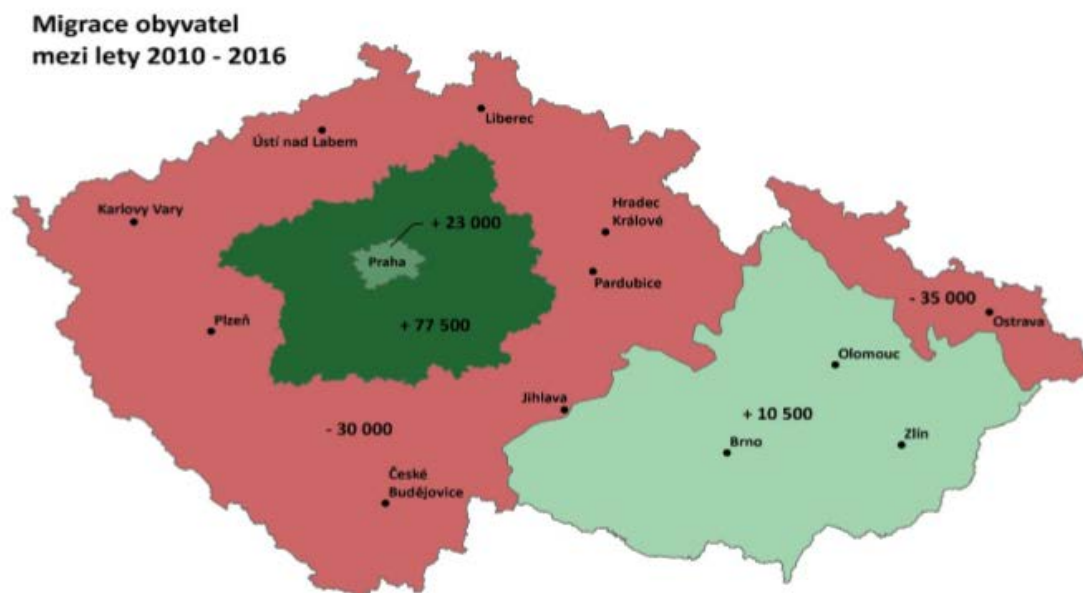 Migrace obyvatel
mezi lety 2010 - 2016
Liberec
Ústí nad Labem
Karlovy Vary
Hradec
Králové
+ 23 000
Praha
Pardubice
- 35 000
Ostrava
Plzeň
+ 77 500
Olomouc
Jihlava
+ 10 500
- 30 000
Brno
Zlín
České
Budějovice